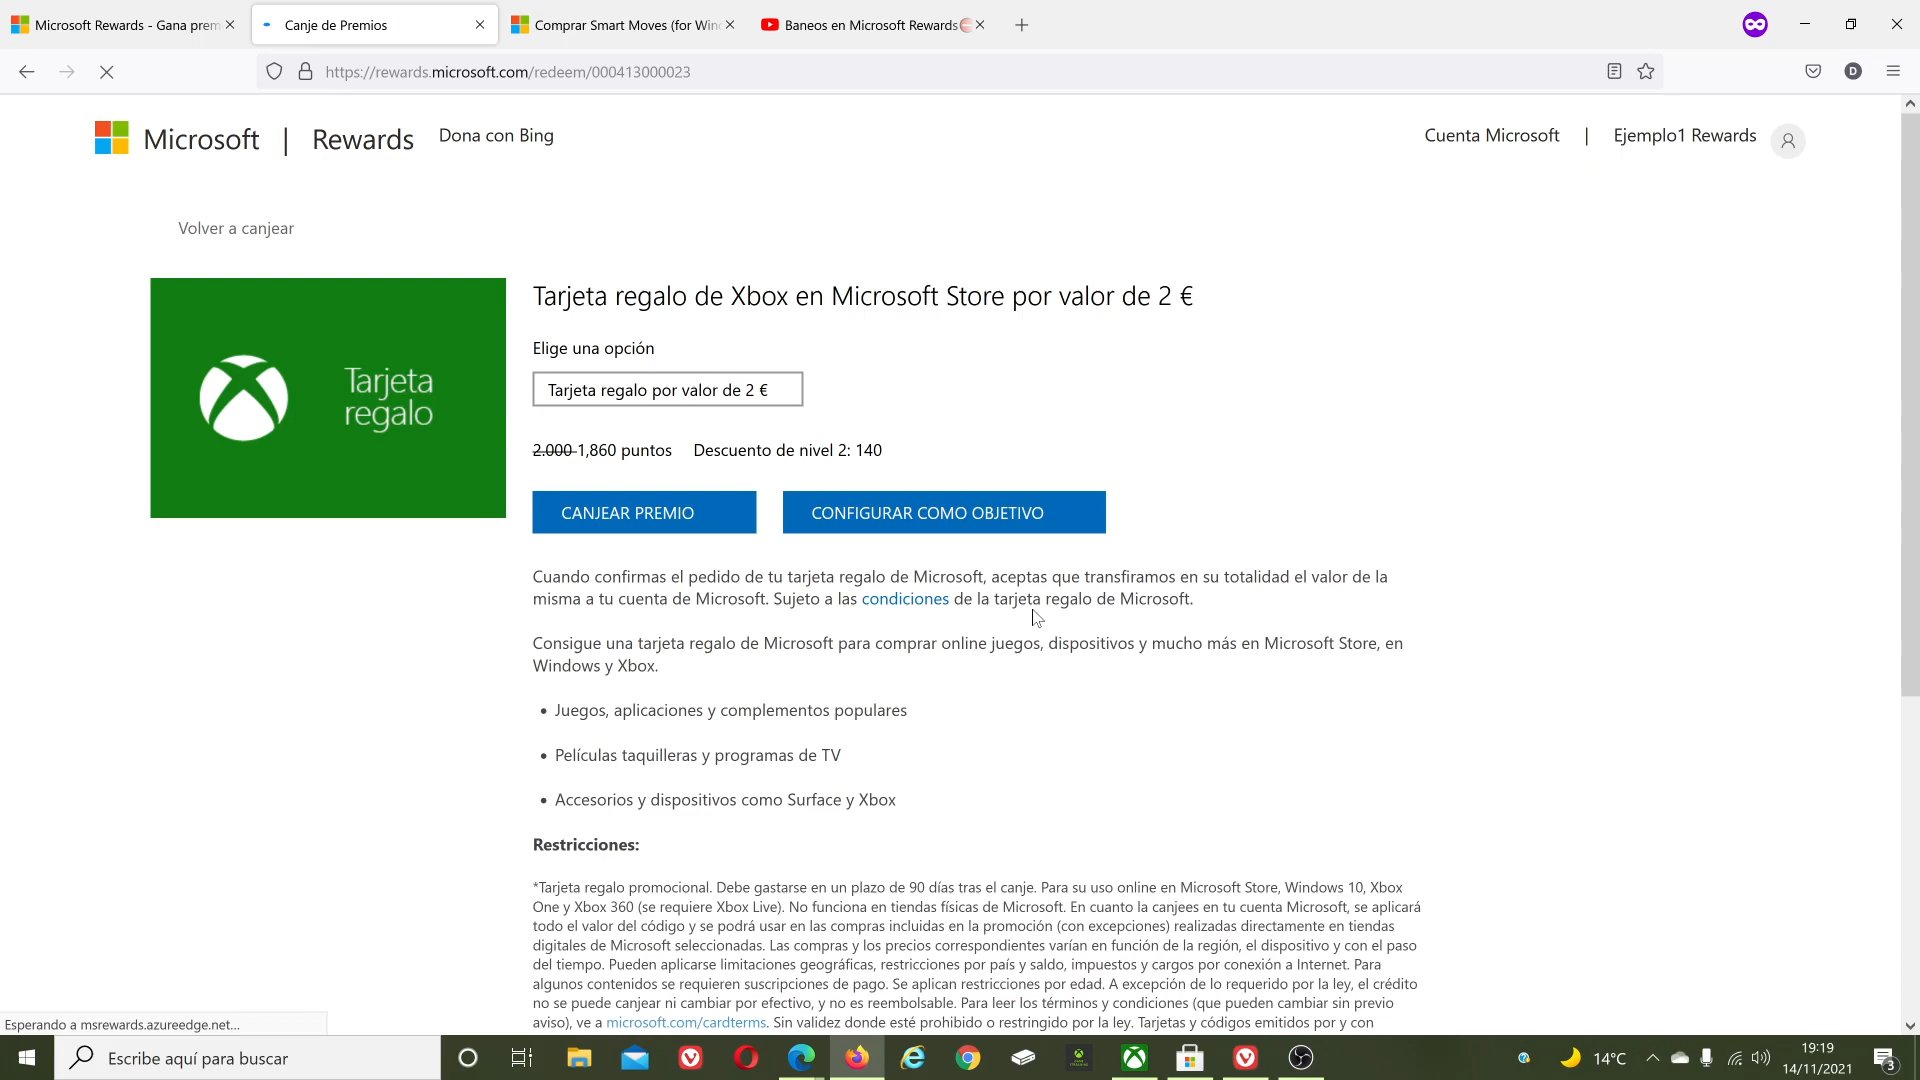 Microsoft Rewards - Gana prem
Canje de Premios
Comprar Smart Moves (for Win
Baneos en Microsoft Rewards
https://rewards.microsoft.com/redeem/000413000023
D
Microsoft | Rewards
Dona con Bing
Cuenta Microsoft | Ejemplo1 Rewards
Volver a canjear
Tarjeta
regalo
Tarjeta regalo de Xbox en Microsoft Store por valor de 2 €
Elige una opción
Tarjeta regalo por valor de 2 €
2.000 1,860 puntos Descuento de nivel 2: 140
CANJEAR PREMIO
CONFIGURAR COMO OBJETIVO
Cuando confirmas el pedido de tu tarjeta regalo de Microsoft, aceptas que transfiramos en su totalidad el valor de la
misma a tu cuenta de Microsoft. Sujeto a las condiciones de la tarjeta regalo de Microsoft.
Consigue una tarjeta regalo de Microsoft para comprar online juegos, dispositivos y mucho más en Microsoft Store, en
Windows y Xbox.
• Juegos, aplicaciones y complementos populares
• Películas taquilleras y programas de TV
• Accesorios y dispositivos como Surface y Xbox
Restricciones:
*Tarjeta regalo promocional. Debe gastarse en un plazo de 90 días tras el canje. Para su uso online en Microsoft Store, Windows 10, Xbox
One y Xbox 360 (se requiere Xbox Live). No funciona en tiendas físicas de Microsoft. En cuanto la canjees en tu cuenta Microsoft, se aplicará
todo el valor del código y se podrá usar en las compras incluidas en la promoción (con excepciones) realizadas directamente en tiendas
digitales de Microsoft seleccionadas. Las compras y los precios correspondientes varían en función de la región, el dispositivo y con el paso
del tiempo. Pueden aplicarse limitaciones geográficas, restricciones por país y saldo, impuestos y cargos por conexión a Internet. Para
algunos contenidos se requieren suscripciones de pago. Se aplican restricciones por edad. A excepción de lo requerido por la ley, el crédito
no se puede canjear ni cambiar por efectivo, y no es reembolsable. Para leer los términos y condiciones (que pueden cambiar sin previo
aviso), ve a microsoft.com/cardterms. Sin validez donde esté prohibido o restringido por la ley. Tarjetas y códigos emitidos por y con
Esperando a msrewards.azureedge.net...
Escribe aquí para buscar
14°C
19:19
14/11/2021
3